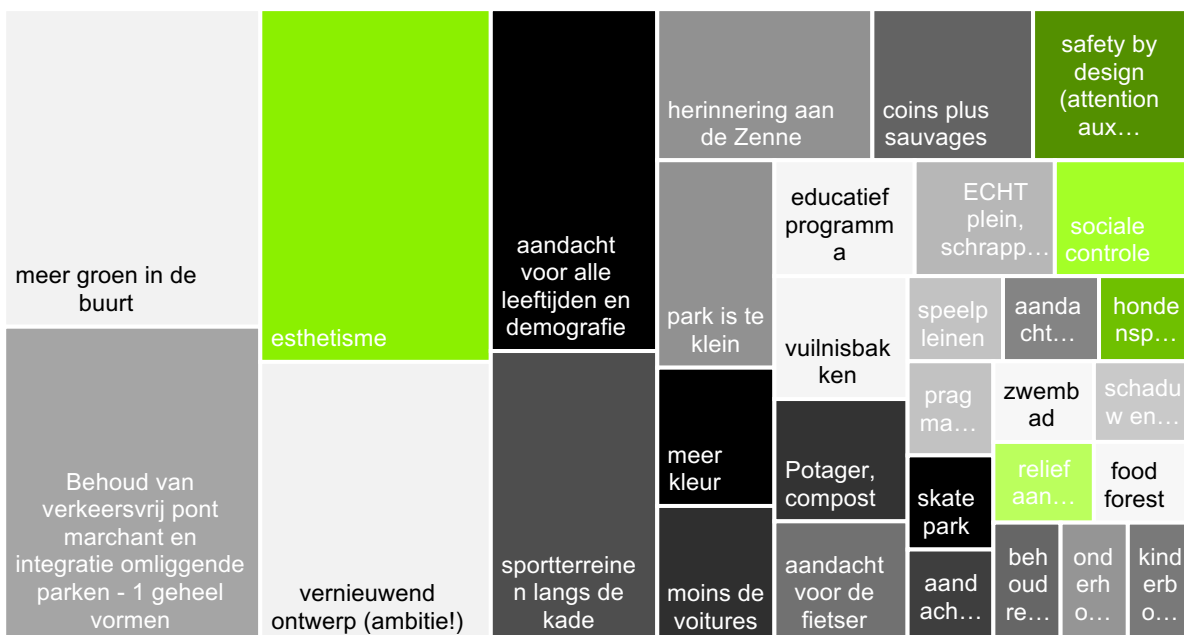 meer groen in de
buurt
Behoud van
verkeersvrij pont
marchant en
integratie omliggende
parken - 1 geheel
vormen
esthetisme
vernieuwend
ontwerp (ambitie!)
aandacht
voor alle
leeftijden en
demografie
sportterreine
n langs de
kade
herinnering aan
de Zenne
coins plus
sauvages
safety by
design
(attention
aux…
park is te
klein
meer
kleur
moins de
voitures
educatief
programm
a
ECHT
plein,
schrapp…
sociale
controle
vuilnisbak
ken
Potager,
compost
aandacht
voor de
fietser
speelp
leinen
aanda
cht…
honde
nsp…
prag
ma…
zwemb
ad
schadu
w en…
skate
park
relief
aan…
food
forest
aand
ach…
beh
oud
re…
ond
erh
o…
kind
erb
o…